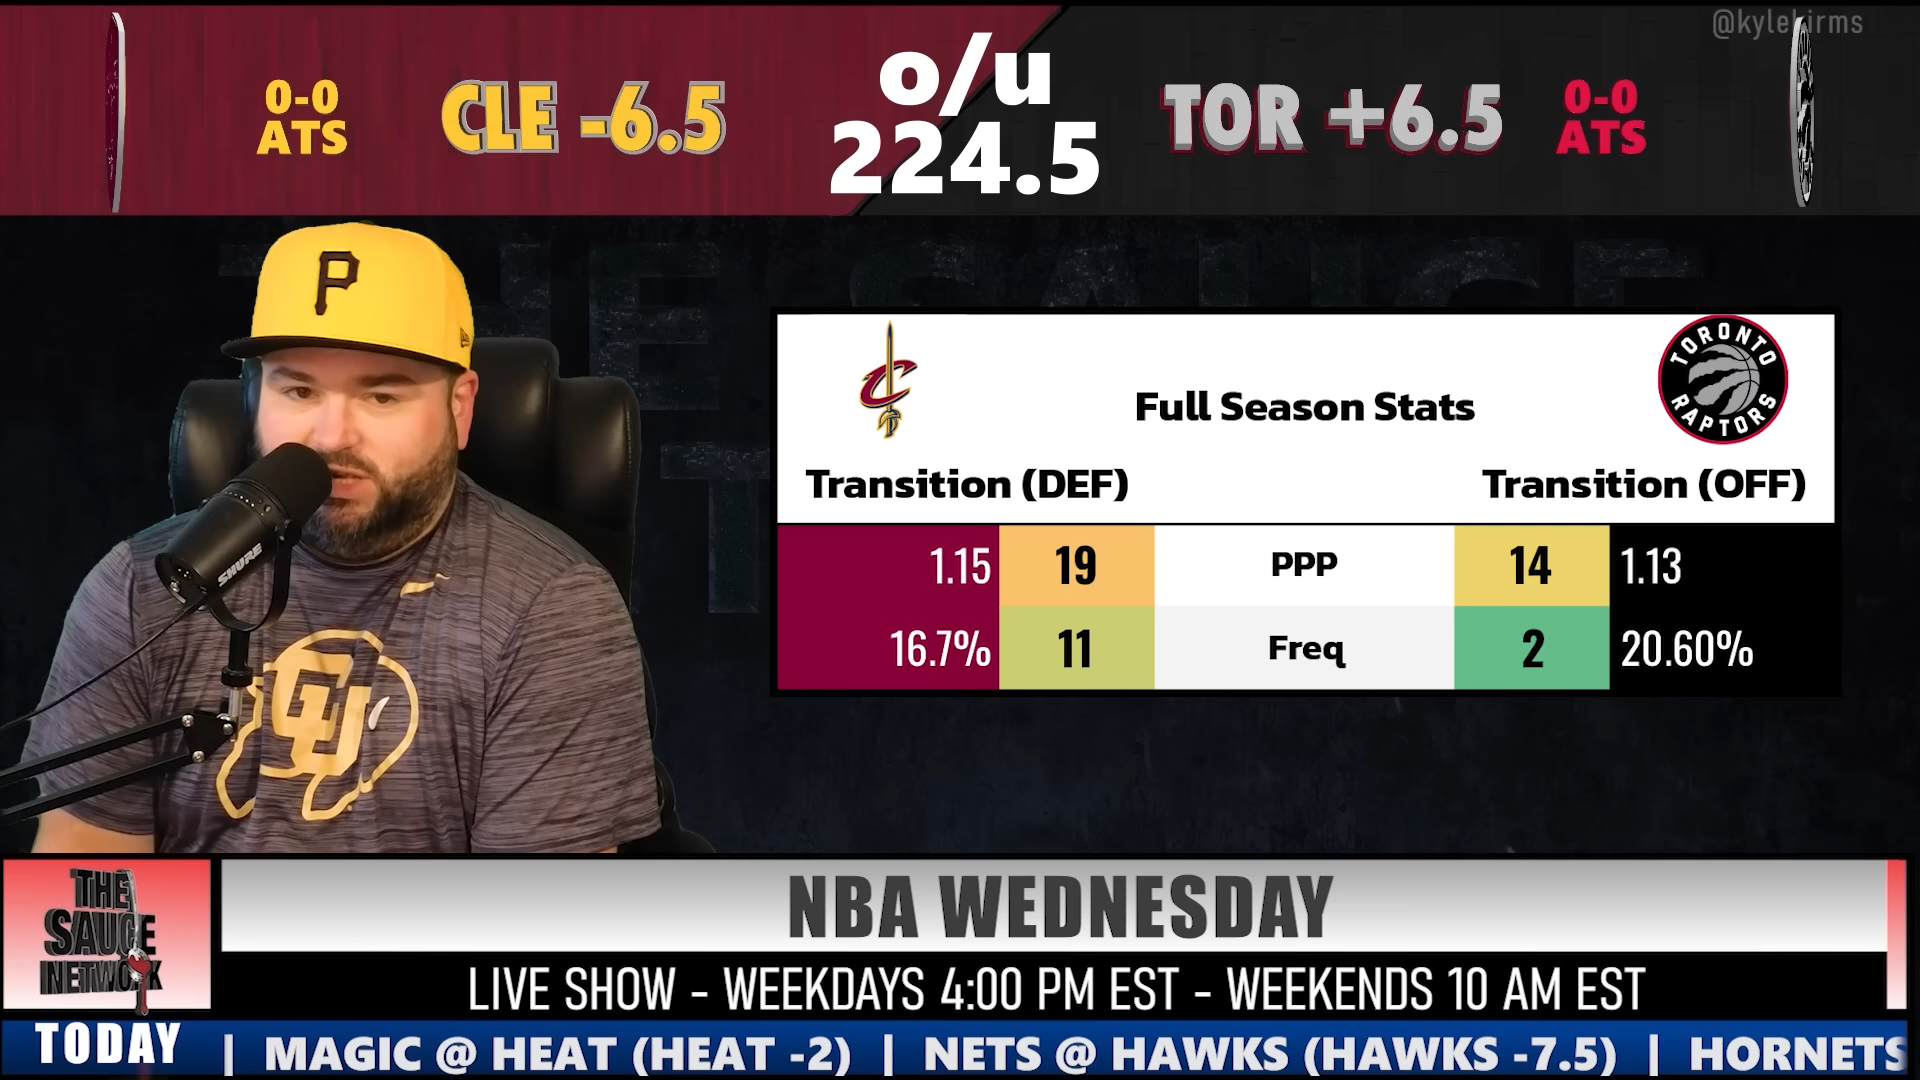 @kylekirms
0-0
ATS
CLE -6.5
o/u
224.5
TOR +6.5
0-0
ATS
P
SHURE
CU
C
Full Season Stats
TORONTO
RAPTORS
Transition (DEF)
Transition (OFF)
1.15
19
PPP
14
1.13
16.7%
11
Freq
2
20.60%
THE
SAUCE
NETWORK
NBA WEDNESDAY
LIVE SHOW - WEEKDAYS 4:00 PM EST - WEEKENDS 10 AM EST
TODAY
| MAGIC @ HEAT (HEAT -2) | NETS @ HAWKS (HAWKS -7.5) | HORNETS